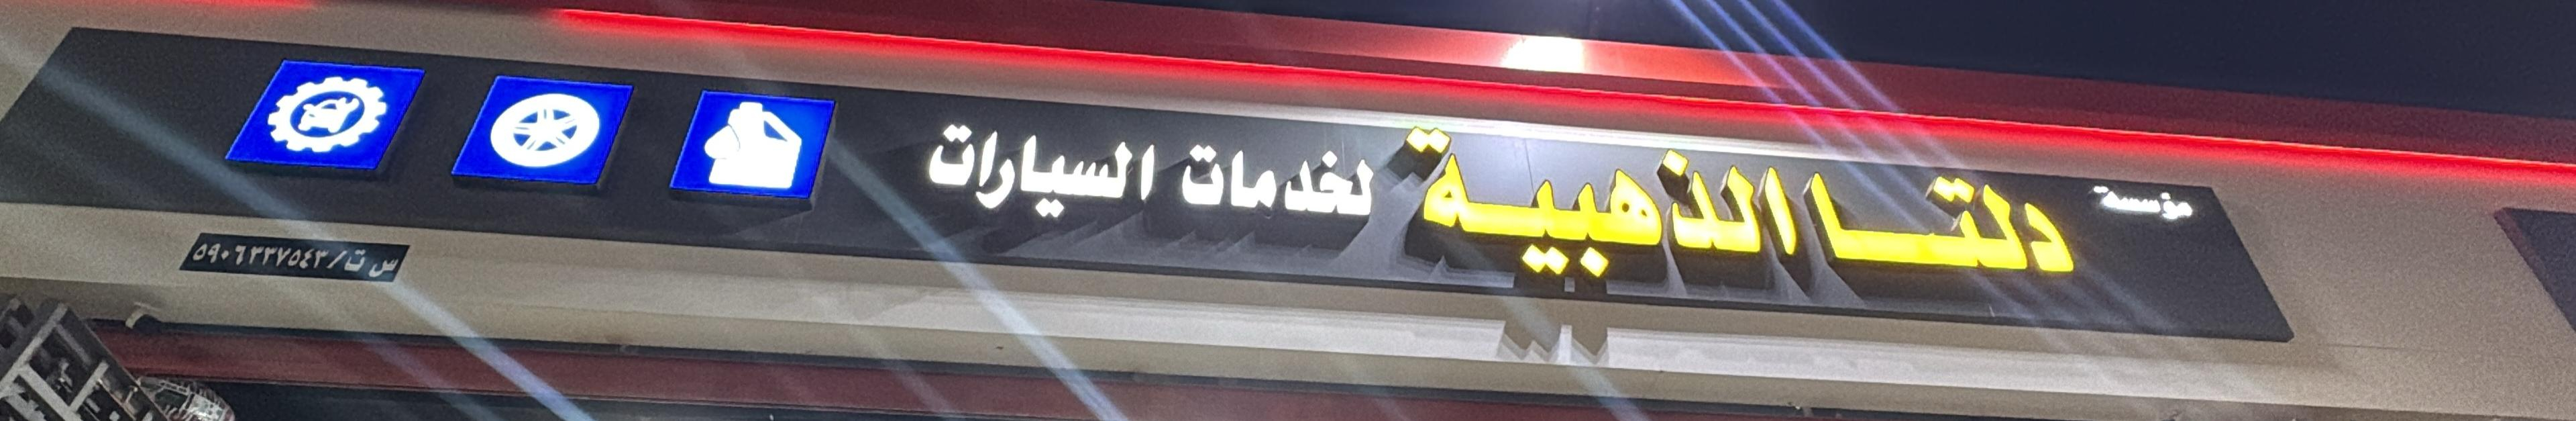 مؤسسة
دلتا الذهبية لخدمات السيارات
س ت/٥٩٠٦٣٣٧٥٤٣